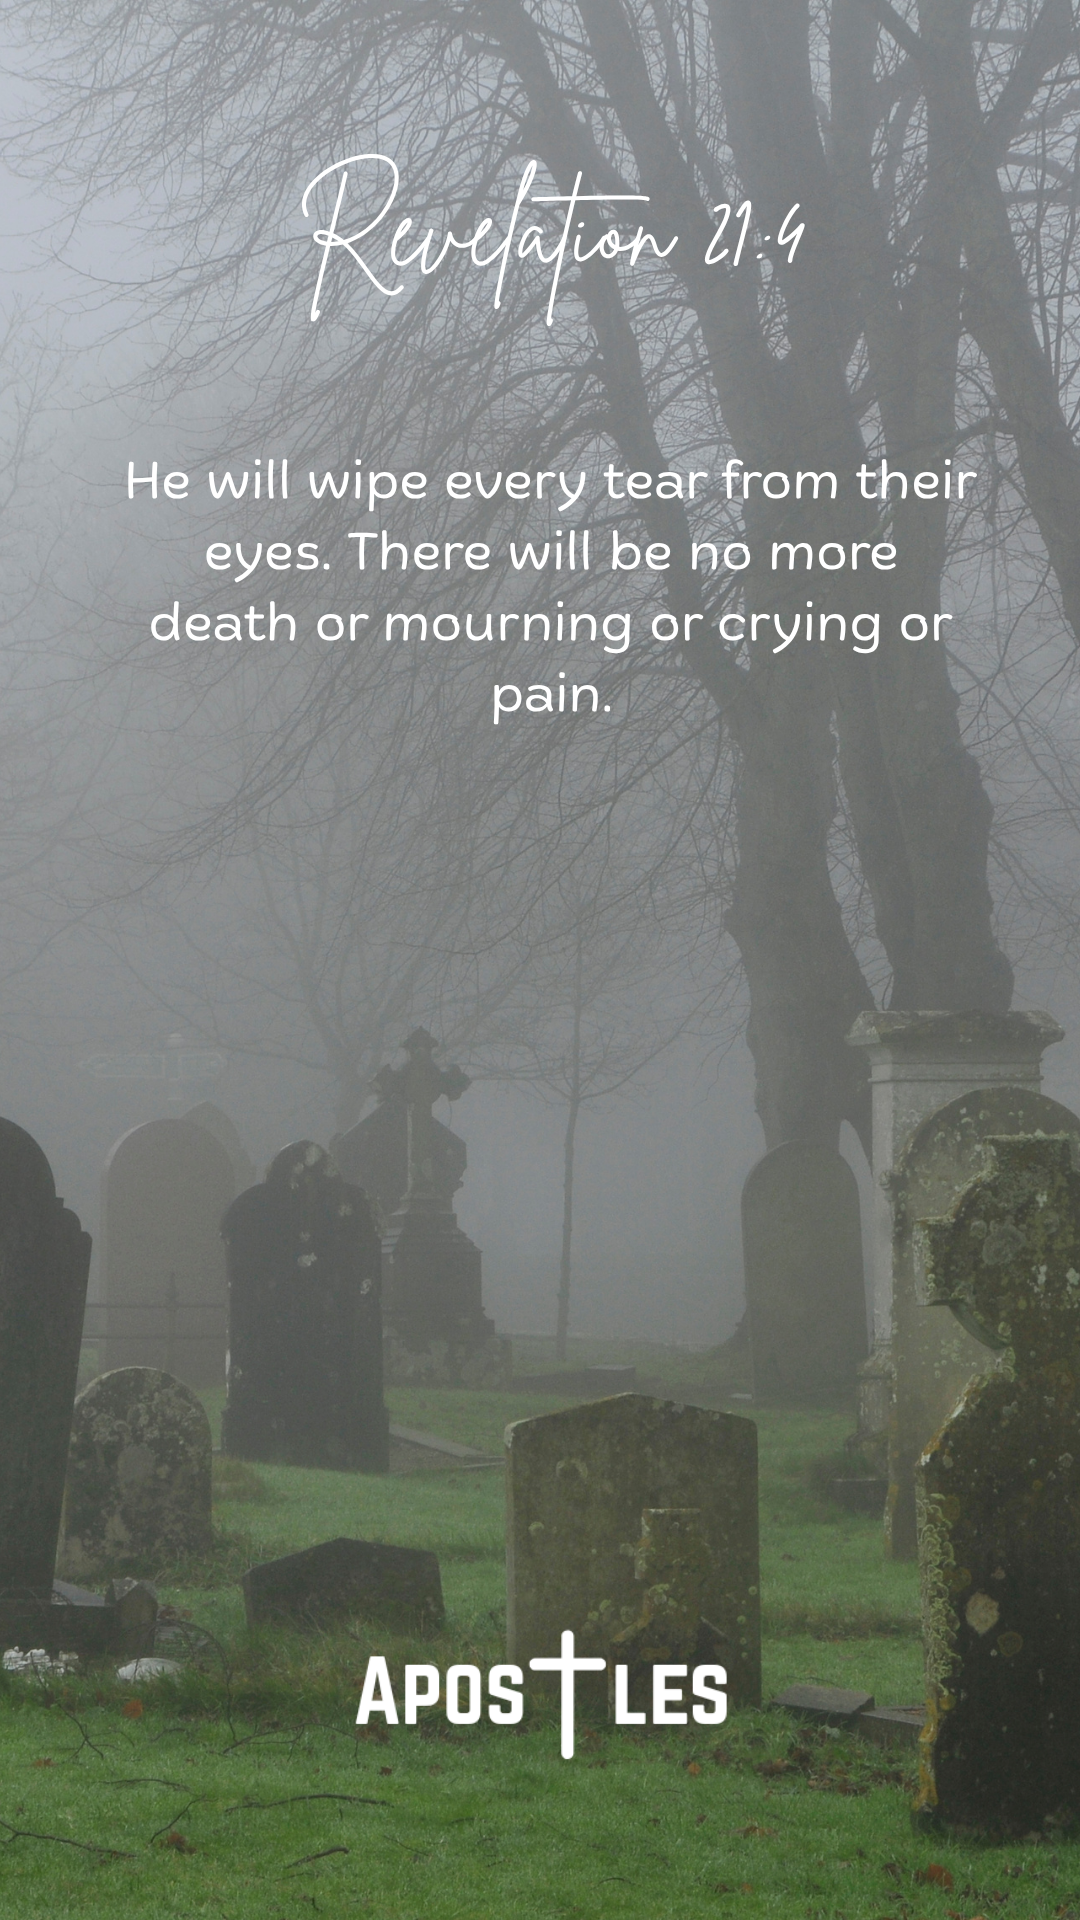 Revelation 21:4
He will wipe every tear from their
eyes. There will be no more
death or mourning or crying or
pain.
APOSTLES